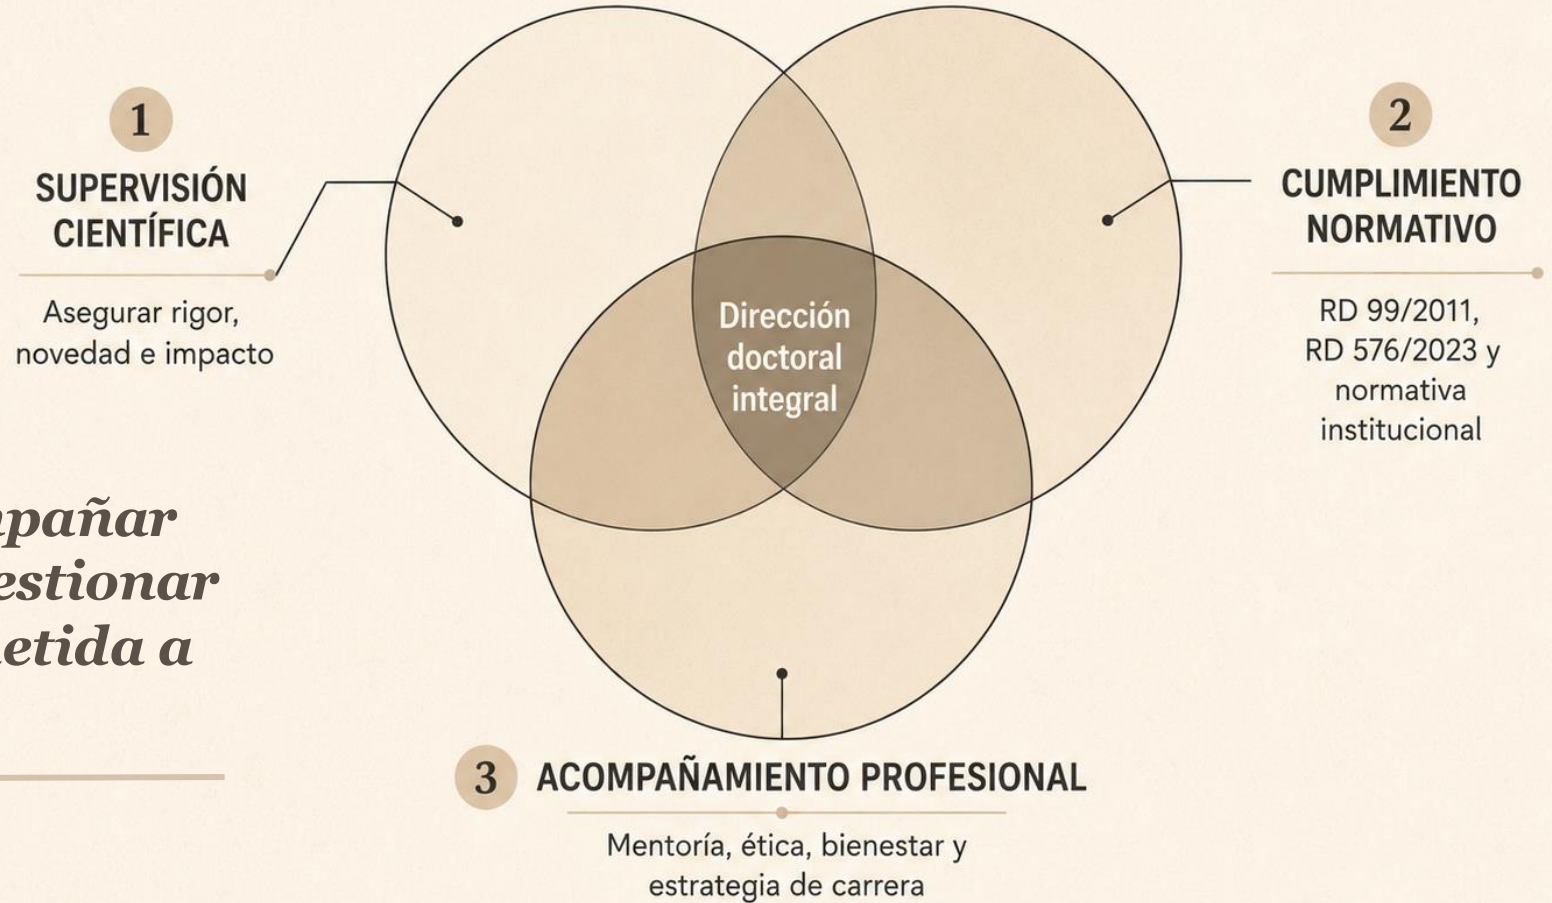 1
SUPERVISIÓN
CIENTÍFICA
Asegurar rigor,
novedad e impacto
2
CUMPLIMIENTO
NORMATIVO
RD 99/2011,
RD 576/2023 y
normativa
institucional
Dirección
doctoral
integral
a
3 ACOMPAÑAMIENTO PROFESIONAL
Mentoría, ética, bienestar y
estrategia de carrera